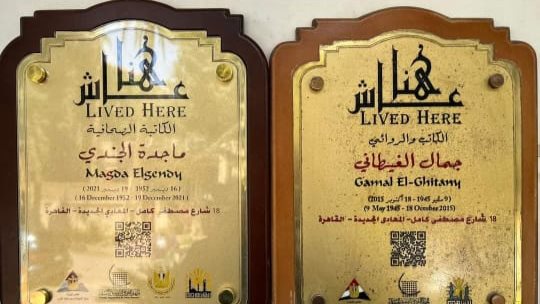 عاش هنا
LIVED HERE
الكاتبة الصحافية
ماجدة الجندي
Magda Elgendy
(16 ديسمبر 1952 - 19 ديسمبر 2021)
(16 December 1952 - 19 December 2021)
18 شارع مصطفى كامل - المعادي الجديدة - القاهرة
عاش هنا
LIVED HERE
الكاتب والروائي
جمال الغيطاني
Gamal El-Ghitany
(9 مايو 1945 - 18 أكتوبر 2015)
(9 May 1945 - 18 October 2015)
18 شارع مصطفى كامل - المعادي الجديدة - القاهرة